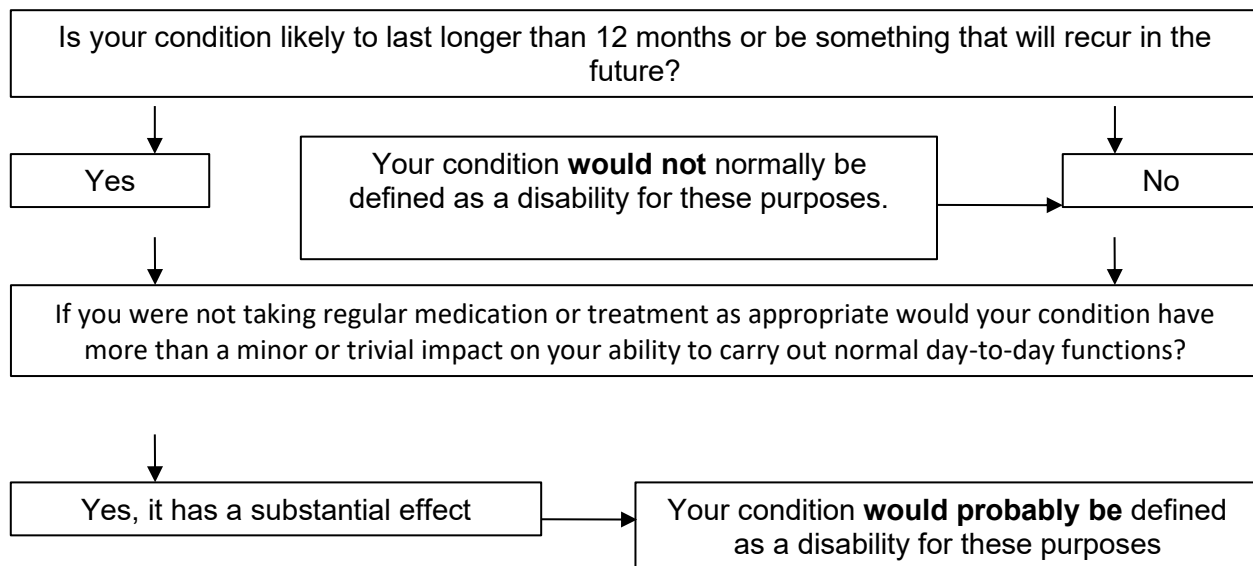 Is your condition likely to last longer than 12 months or be something that will recur in the
future?
Yes
Your condition would not normally be
defined as a disability for these purposes.
No
If you were not taking regular medication or treatment as appropriate would your condition have
more than a minor or trivial impact on your ability to carry out normal day-to-day functions?
Yes, it has a substantial effect
Your condition would probably be defined
as a disability for these purposes